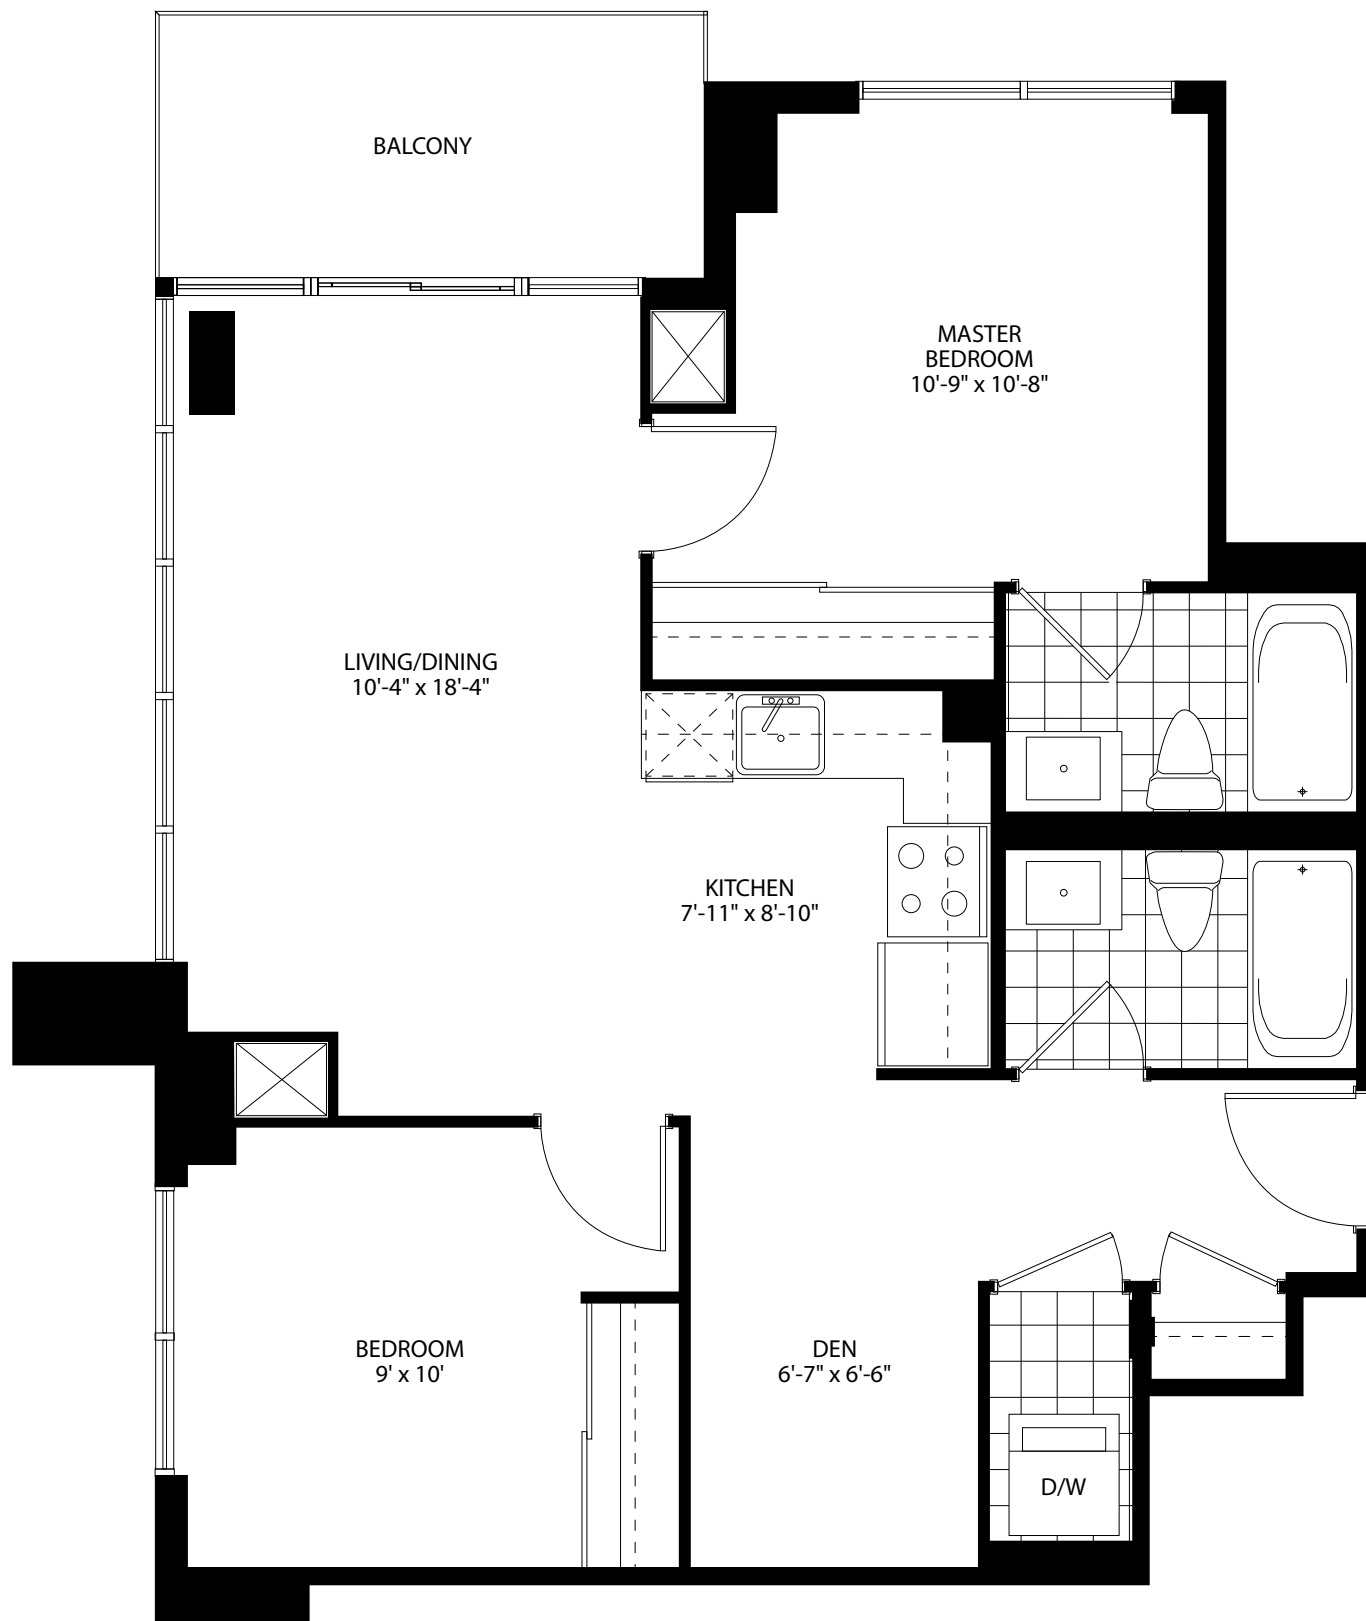 BALCONY
MASTER
BEDROOM
10'-9" x 10'-8"
LIVING/DINING
10'-4" x 18'-4"
KITCHEN
7'-11" x 8'-10"
BEDROOM
9' x 10'
DEN
6'-7" x 6'-6"
D/W